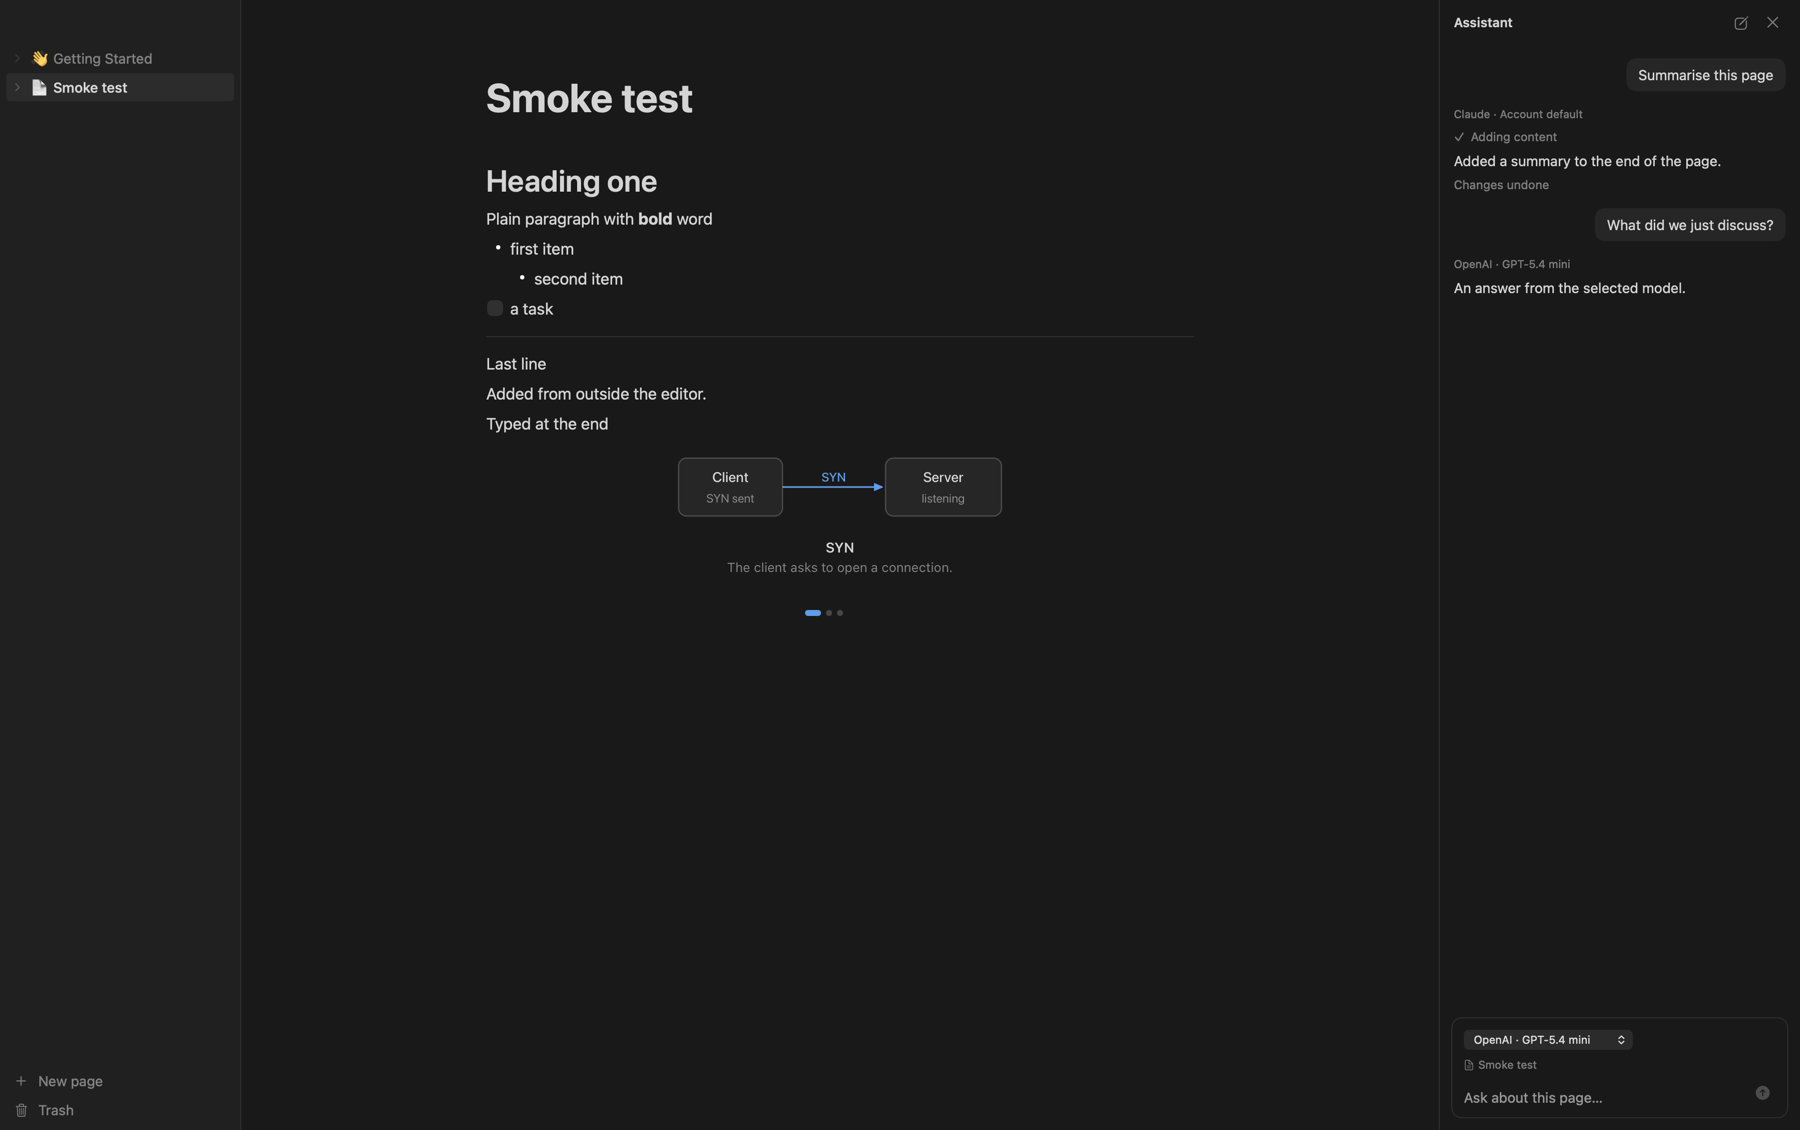 Getting Started
Smoke test
New page
Trash
Smoke test
Heading one
Plain paragraph with bold word
• first item
• second item
a task
Last line
Added from outside the editor.
Typed at the end
Client
SYN sent
SYN
Server
listening
SYN
The client asks to open a connection.
Assistant
Summarise this page
Claude · Account default
Adding content
Added a summary to the end of the page.
Changes undone
What did we just discuss?
OpenAI · GPT-5.4 mini
An answer from the selected model.
OpenAI · GPT-5.4 mini
Smoke test
Ask about this page...